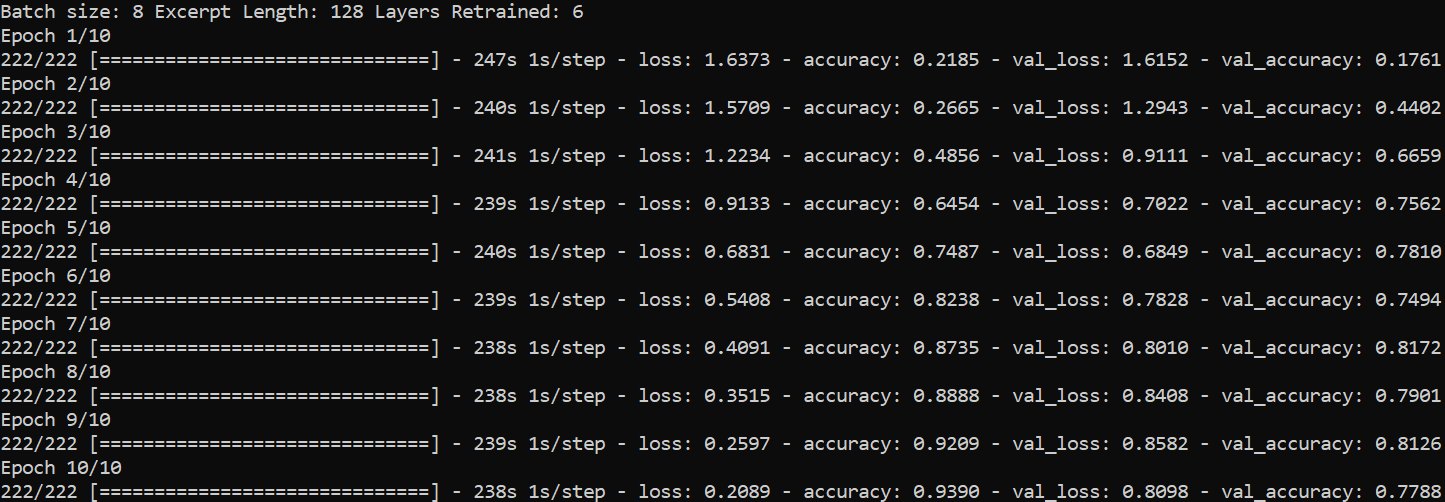 Batch size: 8 Excerpt Length: 128 Layers Retrained: 6
Epoch 1/10
222/222 [==============================] - 247s 1s/step - loss: 1.6373 - accuracy: 0.2185 - val_loss: 1.6152 - val_accuracy: 0.1761
Epoch 2/10
222/222 [==============================] - 240s 1s/step - loss: 1.5709 - accuracy: 0.2665 - val_loss: 1.2943 - val_accuracy: 0.4402
Epoch 3/10
222/222 [==============================] - 241s 1s/step - loss: 1.2234 - accuracy: 0.4856 - val_loss: 0.9111 - val_accuracy: 0.6659
Epoch 4/10
222/222 [==============================] - 239s 1s/step - loss: 0.9133 - accuracy: 0.6454 - val_loss: 0.7022 - val_accuracy: 0.7562
Epoch 5/10
222/222 [==============================] - 240s 1s/step - loss: 0.6831 - accuracy: 0.7487 - val_loss: 0.6849 - val_accuracy: 0.7810
Epoch 6/10
222/222 [==============================] - 239s 1s/step - loss: 0.5408 - accuracy: 0.8238 - val_loss: 0.7828 - val_accuracy: 0.7494
Epoch 7/10
222/222 [==============================] - 238s 1s/step - loss: 0.4091 - accuracy: 0.8735 - val_loss: 0.8010 - val_accuracy: 0.8172
Epoch 8/10
222/222 [==============================] - 238s 1s/step - loss: 0.3515 - accuracy: 0.8888 - val_loss: 0.8408 - val_accuracy: 0.7901
Epoch 9/10
222/222 [==============================] - 239s 1s/step - loss: 0.2597 - accuracy: 0.9209 - val_loss: 0.8582 - val_accuracy: 0.8126
Epoch 10/10
222/222 [==============================] - 238s 1s/step - loss: 0.2089 - accuracy: 0.9390 - val_loss: 0.8098 - val_accuracy: 0.7788